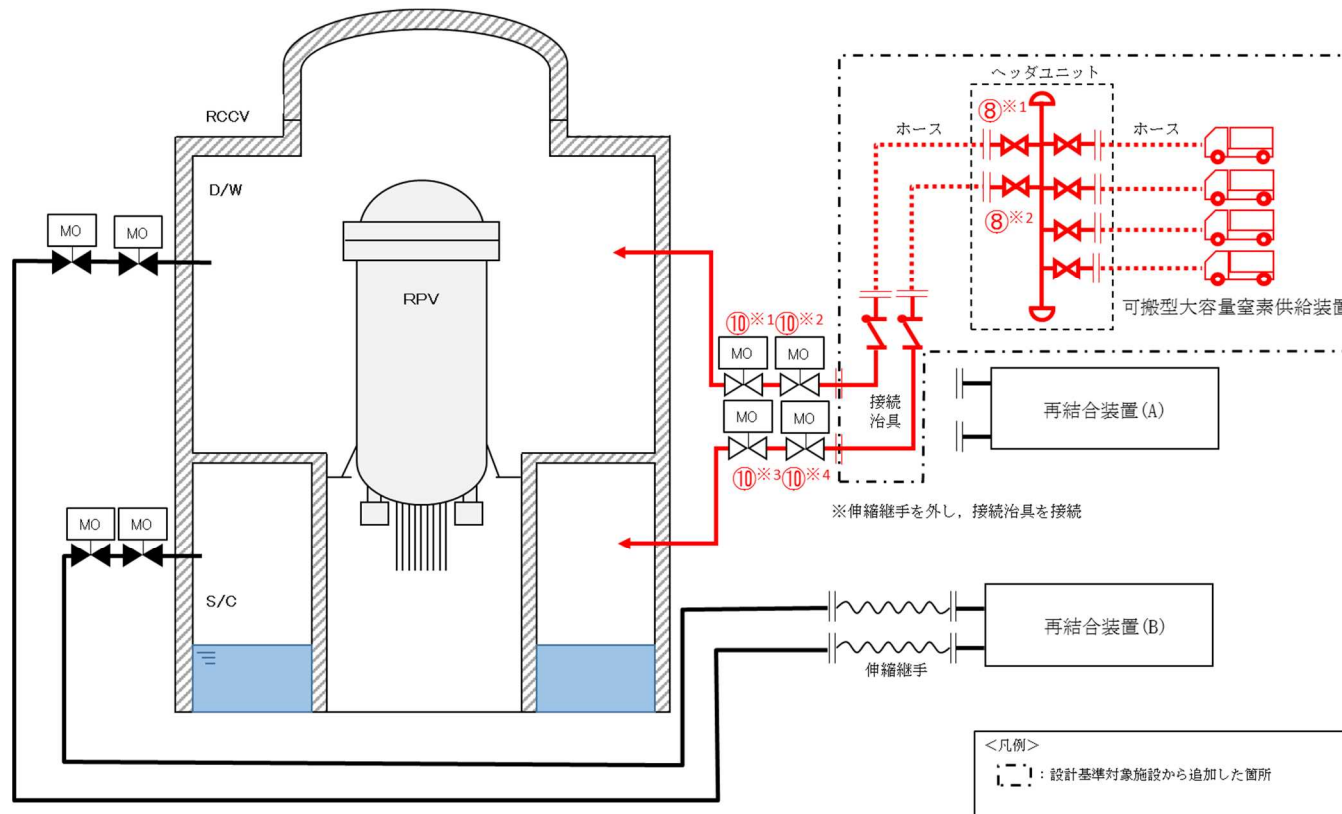 ヘッダユニット
RCCV
⑧※1
ホース
ホース
D/W
⑧※2
MO
MO
RPV
可搬型大容量窒素供給装置
⑩※1
⑩※2
MO
MO
接続
治具
再結合装置(A)
MO
MO
⑩※3
⑩※4
※伸縮継手を外し，接続治具を接続
MO
MO
S/C
再結合装置(B)
伸縮継手
＜凡例＞
：設計基準対象施設から追加した箇所